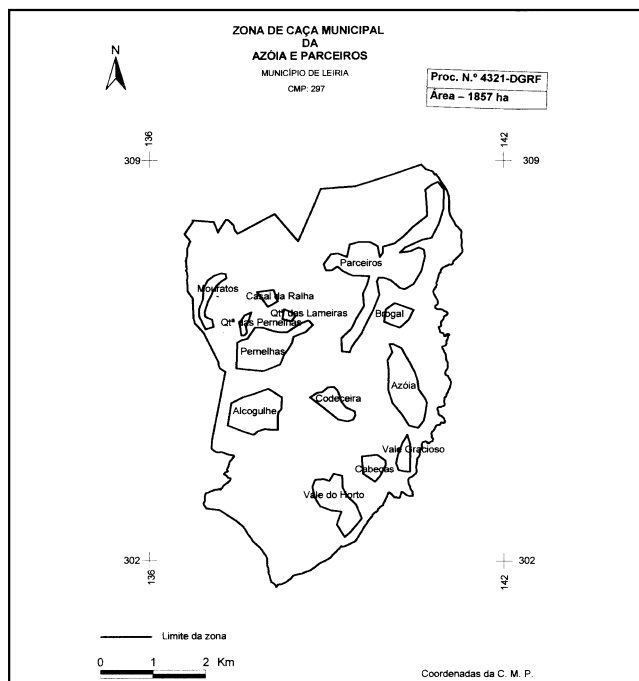 ZONA DE CAÇA MUNICIPAL
DA
AZÓIA E PARCEIROS
MUNICÍPIO DE LEIRIA
CMP: 297
N
Proc. N.º 4321-DGRF
Área – 1857 ha
136
142
309
309
Parceiros
Mouratos
Casal da Ralha
Qtª das Lameiras
Brogal
Qtª das Pernelhas
Pernelhas
Azóia
Codeceira
Alcogulhe
Vale Gracioso
Cabeças
Vale do Horto
302
302
136
142
Limite da zona
0 1 2 Km
Coordenadas da C. M. P.